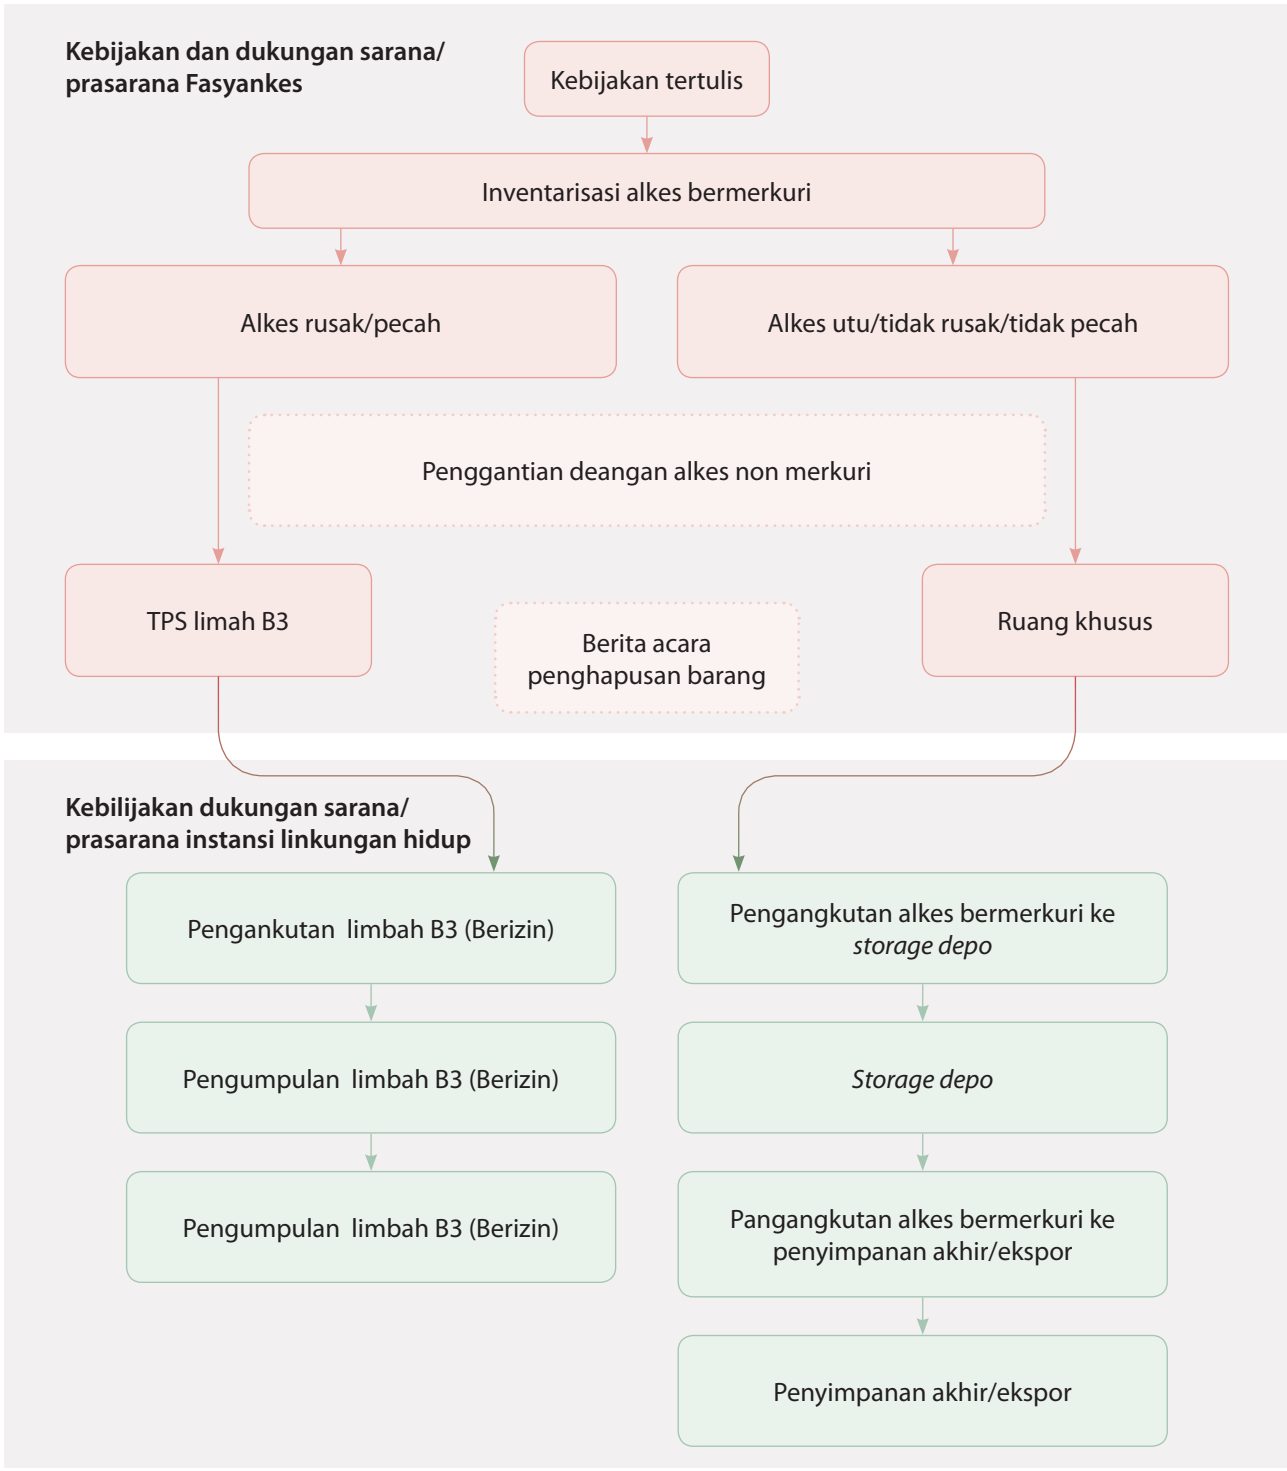 Kebijakan dan dukungan sarana/
prasarana Fasyankes
Kebijakan tertulis
Inventarisasi alkes bermerkuri
Alkes rusak/pecah
Alkes utu/tidak rusak/tidak pecah
Penggantian deangan alkes non merkuri
TPS limah B3
Berita acara
penghapusan barang
Ruang khusus
Kebilijakan dukungan sarana/
prasarana instansi linkungan hidup
Pengankutan limbah B3 (Berizin)
Pengumpulan limbah B3 (Berizin)
Pengumpulan limbah B3 (Berizin)
Pengangkutan alkes bermerkuri ke
storage depo
Storage depo
Pangangkutan alkes bermerkuri ke
penyimpanan akhir/ekspor
Penyimpanan akhir/ekspor